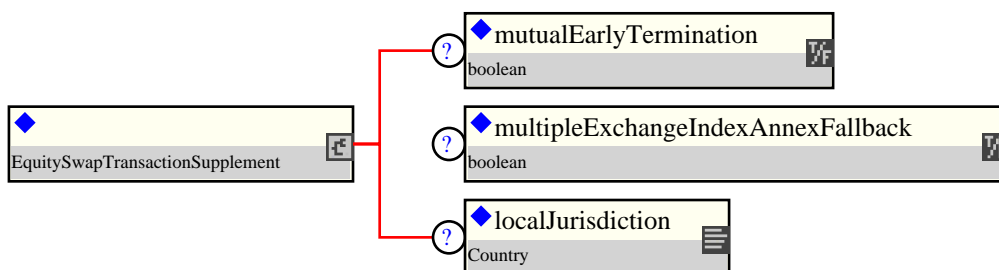 ?
mutualEarlyTermination
T/F
boolean
EquitySwapTransactionSupplement
?
multipleExchangeIndexAnnexFallback
boolean
?
localJurisdiction
Country